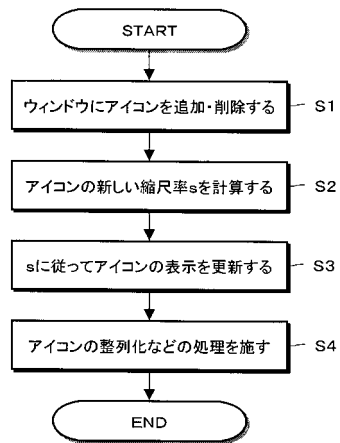 START
ウィンドウにアイコンを追加・削除する S1
アイコンの新しい縮尺率sを計算する S2
sに従ってアイコンの表示を更新する S3
アイコンの整列化などの処理を施す S4
END